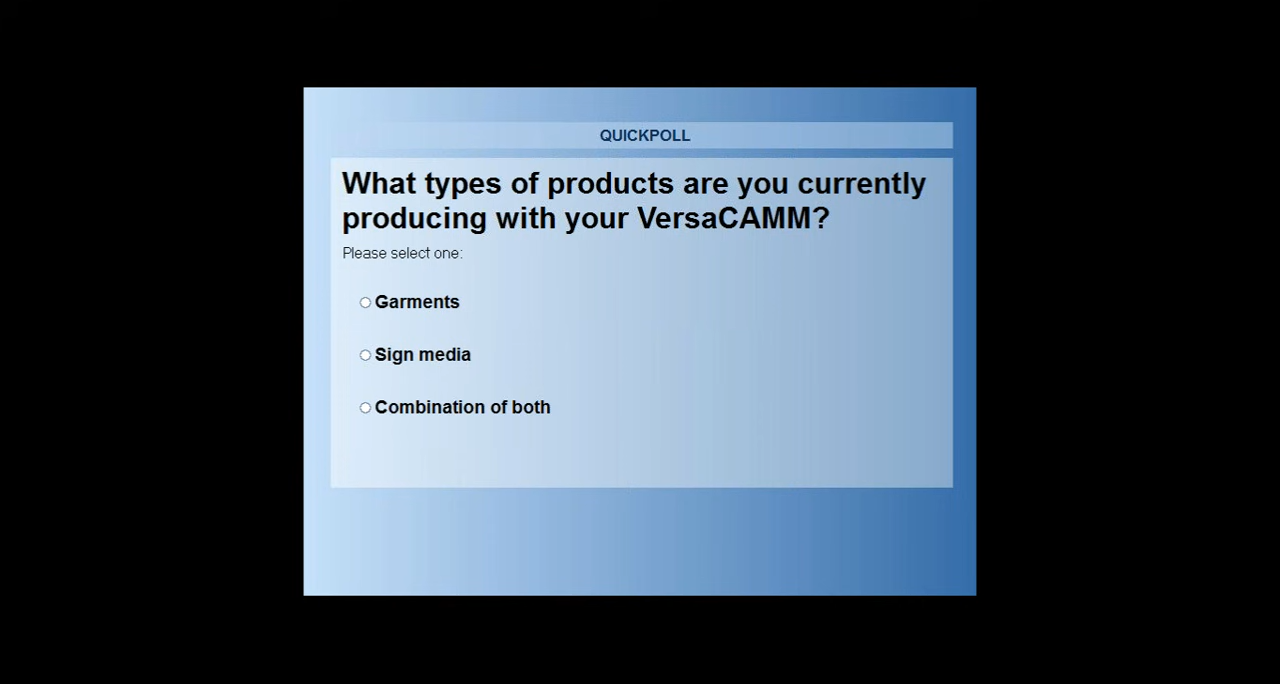 QUICKPOLL
What types of products are you currently
producing with your VersaCAMM?
Please select one:
Garments
Sign media
Combination of both